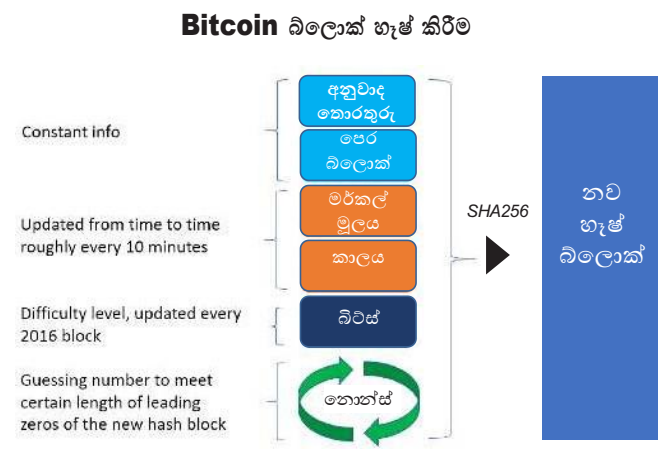 Bitcoin බ්ලොක් හැෂ් කිරීම
Constant info
අනුවාද
තොරතුරු
පෙර
බ්ලොක්
Updated from time to time
roughly every 10 minutes
මර්කල්
මූලය
කාලය
Difficulty level, updated every
2016 block
බිට්ස්
Guessing number to meet
certain length of leading
zeros of the new hash block
නොන්ස්
SHA256
නව
හැෂ්
බ්ලොක්